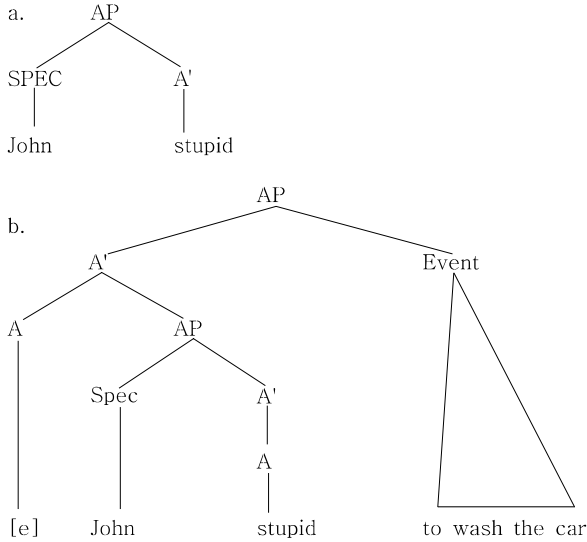 a.
AP
SPEC A'
John stupid
AP
b.
A' Event
A AP
Spec A'
A
[e] John stupid to wash the car